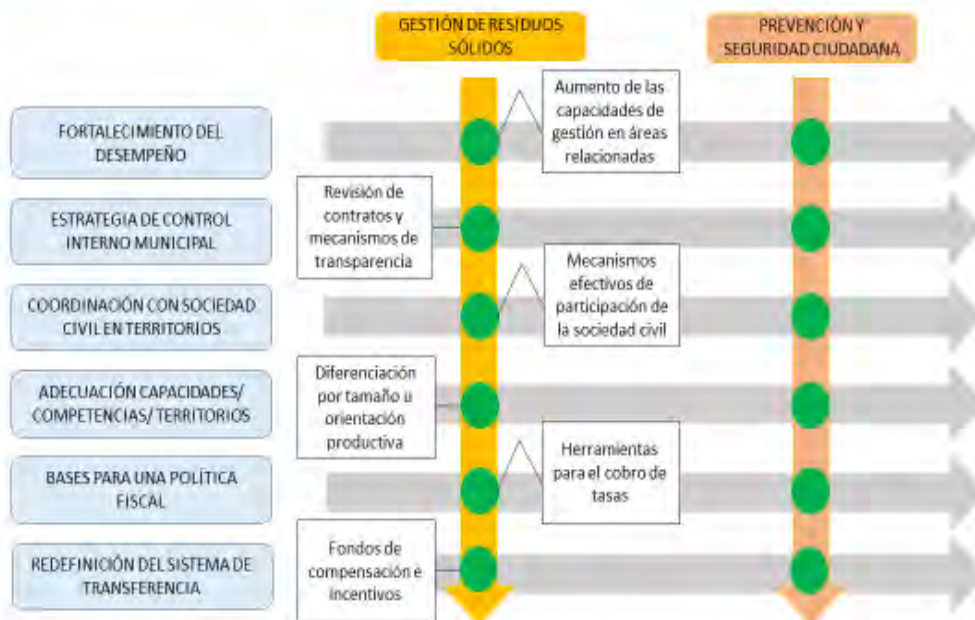 GESTIÓN DE RESIDUOS
SÓLIDOS
PREVENCIÓN Y
SEGURIDAD CIUDADANA
FORTALECIMIENTO DEL
DESEMPEÑO
Aumento de las
capacidades de
gestión en áreas
relacionadas
ESTRATEGIA DE CONTROL
INTERNO MUNICIPAL
Revisión de
contratos y
mecanismos de
transparencia
COORDINACIÓN CON SOCIEDAD
CIVIL EN TERRITORIOS
Mecanismos
efectivos de
participación de
la sociedad civil
ADECUACIÓN CAPACIDADES/
COMPETENCIAS/ TERRITORIOS
Diferenciación
por tamaño u
orientación
productiva
BASES PARA UNA POLÍTICA
FISCAL
Herramientas
para el cobro de
tasas
REDEFINICIÓN DEL SISTEMA DE
TRANSFERENCIA
Fondos de
compensación e
incentivos